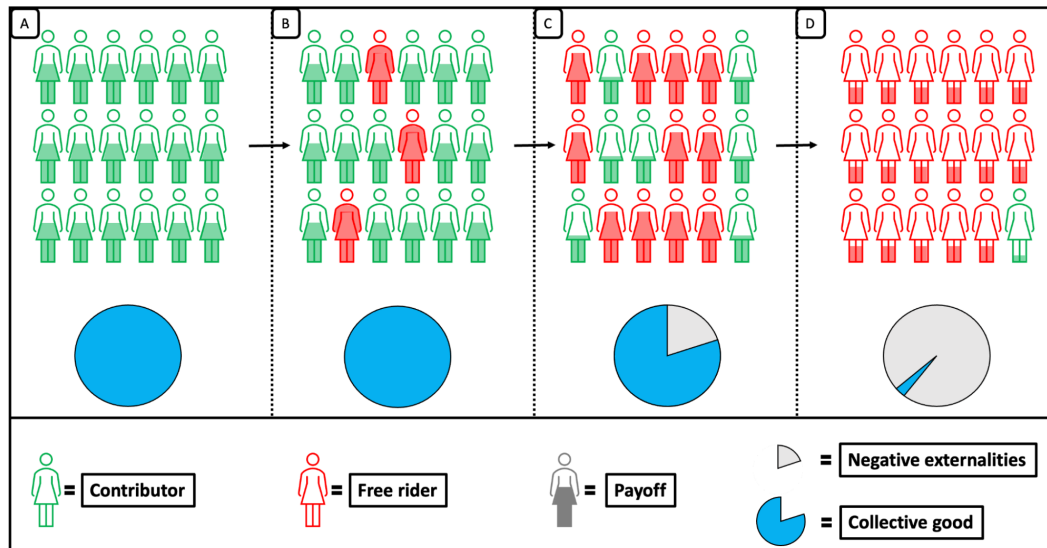 A
B
C
D
= Contributor
= Free rider
= Payoff
= Negative externalities
= Collective good